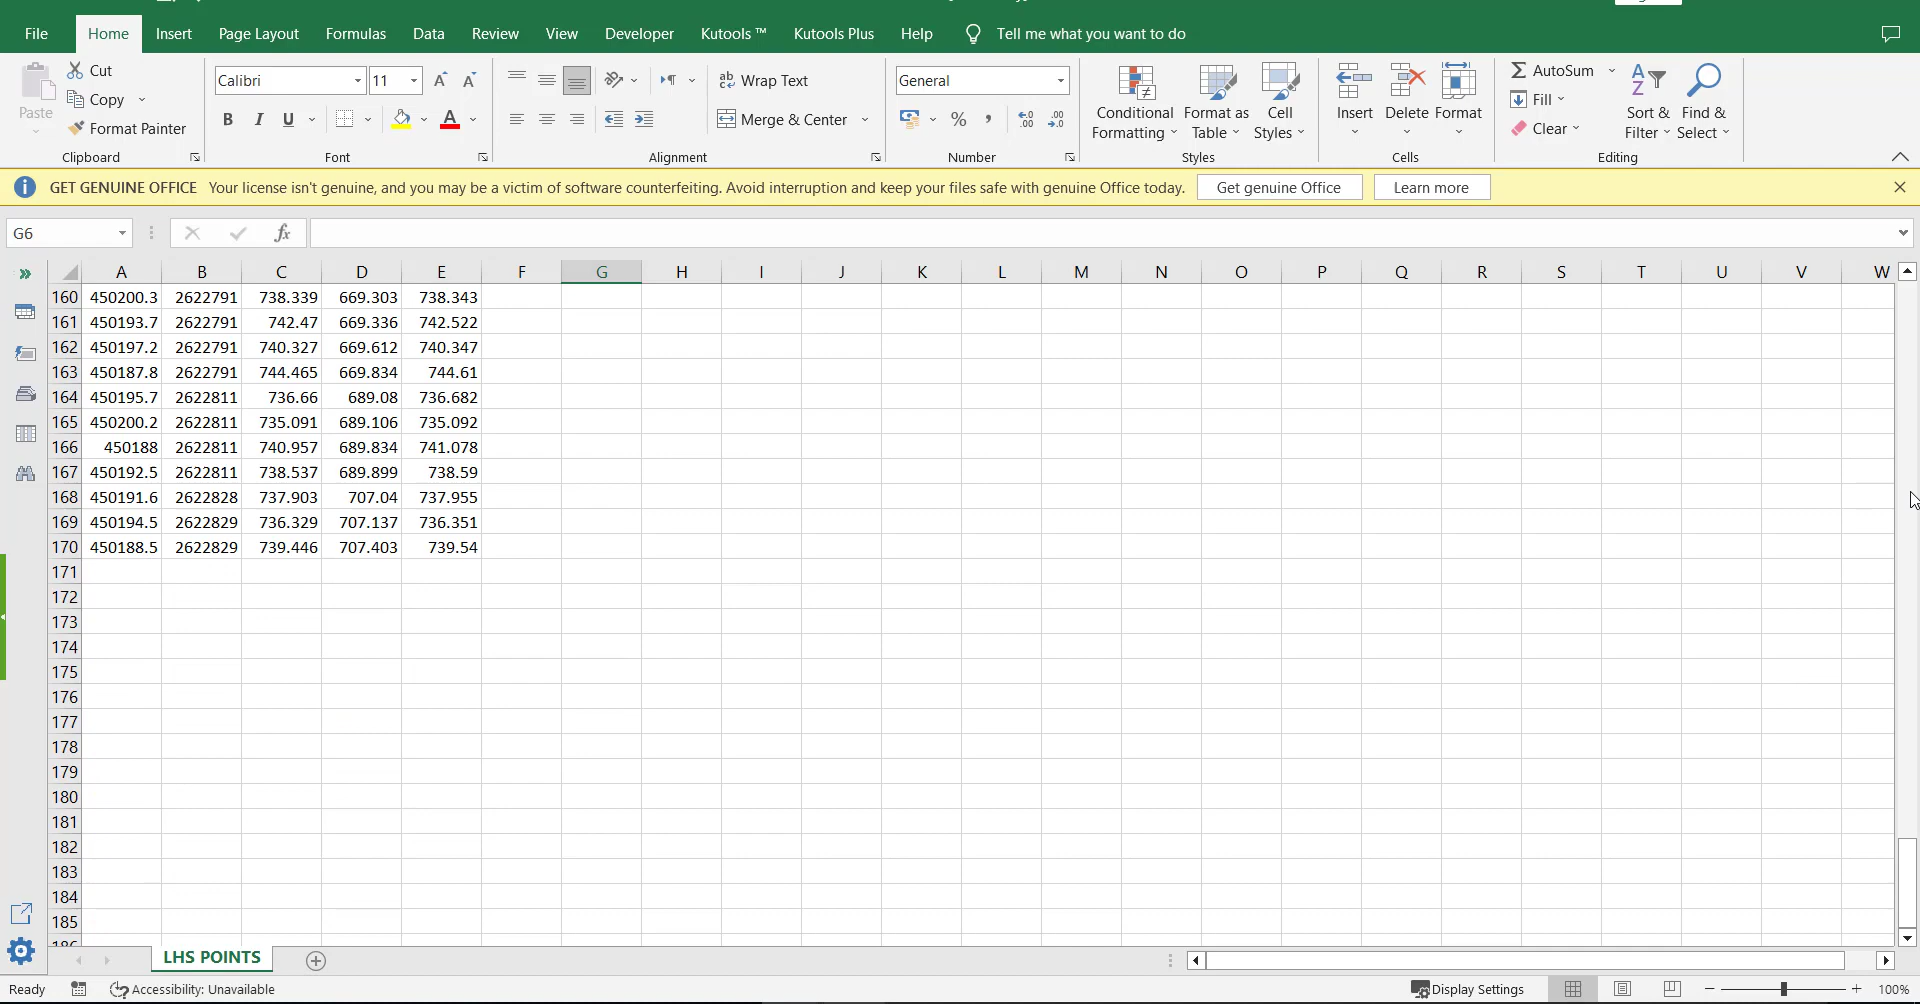 File Home Insert Page Layout Formulas Data Review View Developer Kutools ™ Kutools Plus Help Tell me what you want to do
Paste Cut Copy Format Painter Clipboard
Calibri 11 B I U A Font
ab Wrap Text Merge & Center Alignment
General % , Number
Conditional Formatting Format as Table Cell Styles Styles
Insert Delete Format Cells
AutoSum Fill Clear Sort & Filter Find & Select Editing
GET GENUINE OFFICE Your license isn't genuine, and you may be a victim of software counterfeiting. Avoid interruption and keep your files safe with genuine Office today. Get genuine Office Learn more
G6 fx
A B C D E F G H I J K L M N O P Q R S T U V W
160 450200.3 2622791 738.339 669.303 738.343
161 450193.7 2622791 742.47 669.336 742.522
162 450197.2 2622791 740.327 669.612 740.347
163 450187.8 2622791 744.465 669.834 744.61
164 450195.7 2622811 736.66 689.08 736.682
165 450200.2 2622811 735.091 689.106 735.092
166 450188 2622811 740.957 689.834 741.078
167 450192.5 2622811 738.537 689.899 738.59
168 450191.6 2622828 737.903 707.04 737.955
169 450194.5 2622829 736.329 707.137 736.351
170 450188.5 2622829 739.446 707.403 739.54
171
172
173
174
175
176
177
178
179
180
181
182
183
184
185
LHS POINTS
Ready Accessibility: Unavailable Display Settings 100%